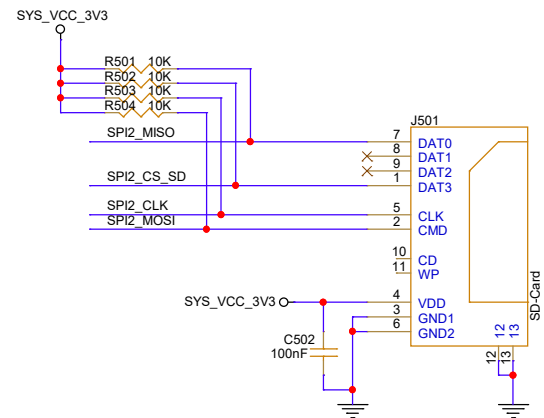 SYS_VCC_3V3
R501 10K
R502 10K
R503 10K
R504 10K
J501
SPI2_MISO 7 DAT0
8 DAT1
9 DAT2
SPI2_CS_SD 1 DAT3
SPI2_CLK 5 CLK
SPI2_MOSI 2 CMD
10 CD
11 WP
SYS_VCC_3V3 4 VDD
3 GND1
6 GND2
C502
100nF
12 13
12 13
SD-Card